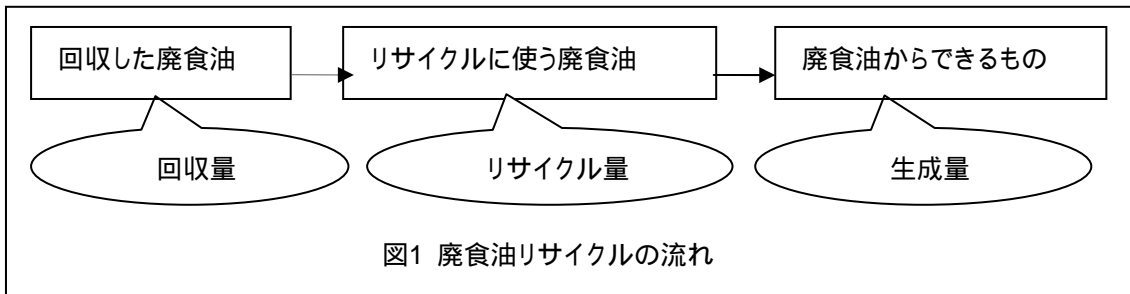 回収した廃食油
リサイクルに使う廃食油
廃食油からできるもの
回収量
リサイクル量
生成量
図1 廃食油リサイクルの流れ